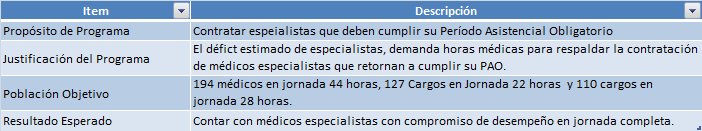 Item
Descripción
Propósito de Programa
Contratar espeialistas que deben cumplir su Período Asistencial Obligatorio
Justificación del Programa
El défict estimado de especialistas, demanda horas médicas para respaldar la contratación
de médicos especialistas que retornan a cumplir su PAO.
Población Objetivo
194 médicos en jornada 44 horas, 127 Cargos en Jornada 22 horas y 110 cargos en
jornada 28 horas.
Resultado Esperado
Contar con médicos especialistas con compromiso de desempeño en jornada completa.